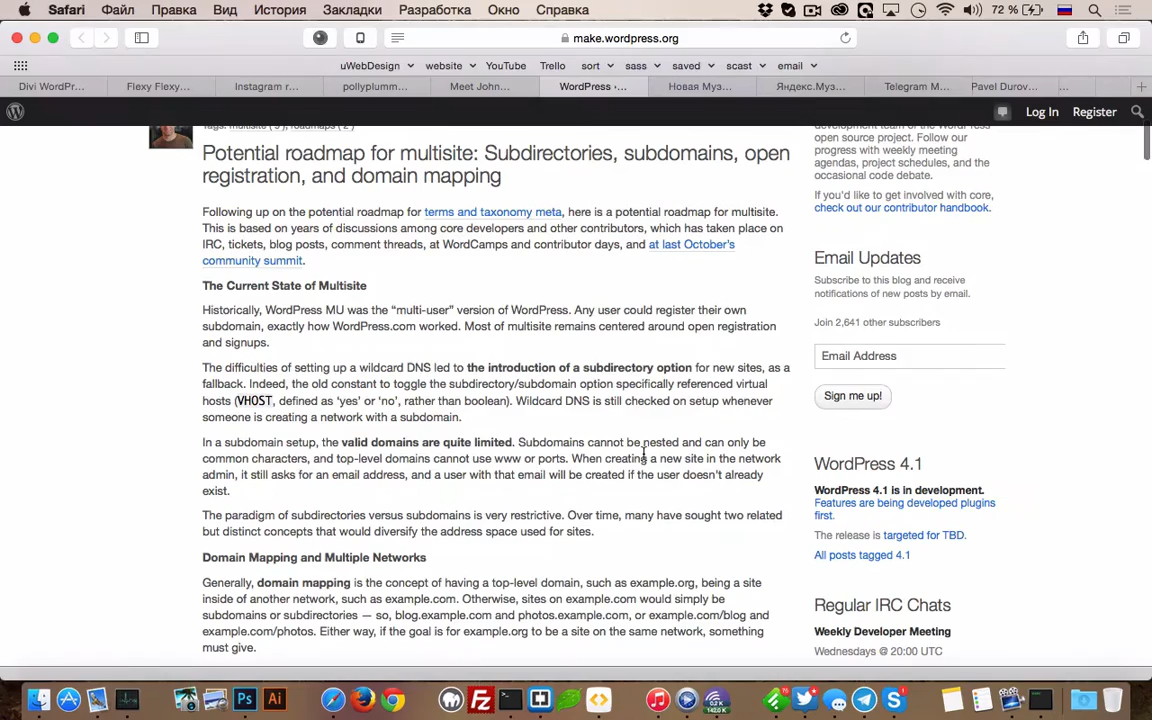 Safari Файл Правка Вид История Закладки Разработка Окно Справка 72 %
make.wordpress.org
uWebDesign website YouTube Trello sort sass saved scast email
Divi WordPr... Flexy Flexy... Instagram r... pollyplumm... Meet John... WordPress ›... Новая Муз... Яндекс.Муз... Telegram M... Pavel Durov... ...
Log In Register
Potential roadmap for multisite: Subdirectories, subdomains, open
registration, and domain mapping
Following up on the potential roadmap for terms and taxonomy meta, here is a potential roadmap for multisite.
This is based on years of discussions among core developers and other contributors, which has taken place on
IRC, tickets, blog posts, comment threads, at WordCamps and contributor days, and at last October's
community summit.
The Current State of Multisite
Historically, WordPress MU was the “multi-user” version of WordPress. Any user could register their own
subdomain, exactly how WordPress.com worked. Most of multisite remains centered around open registration
and signups.
The difficulties of setting up a wildcard DNS led to the introduction of a subdirectory option for new sites, as a
fallback. Indeed, the old constant to toggle the subdirectory/subdomain option specifically referenced virtual
hosts (VHOST, defined as ‘yes’ or ‘no’, rather than boolean). Wildcard DNS is still checked on setup whenever
someone is creating a network with a subdomain.
In a subdomain setup, the valid domains are quite limited. Subdomains cannot be nested and can only be
common characters, and top-level domains cannot use www or ports. When creating a new site in the network
admin, it still asks for an email address, and a user with that email will be created if the user doesn’t already
exist.
The paradigm of subdirectories versus subdomains is very restrictive. Over time, many have sought two related
but distinct concepts that would diversify the address space used for sites.
Domain Mapping and Multiple Networks
Generally, domain mapping is the concept of having a top-level domain, such as example.org, being a site
inside of another network, such as example.com. Otherwise, sites on example.com would simply be
subdomains or subdirectories — so, blog.example.com and photos.example.com, or example.com/blog and
example.com/photos. Either way, if the goal is for example.org to be a site on the same network, something
must give.
open source project. Follow our
progress with weekly meeting
agendas, project schedules, and the
occasional code debate.
If you'd like to get involved with core,
check out our contributor handbook.
Email Updates
Subscribe to this blog and receive
notifications of new posts by email.
Join 2,641 other subscribers
Email Address
Sign me up!
WordPress 4.1
WordPress 4.1 is in development.
Features are being developed plugins
first.
The release is targeted for TBD.
All posts tagged 4.1
Regular IRC Chats
Weekly Developer Meeting
Wednesdays @ 20:00 UTC
Ps Ai